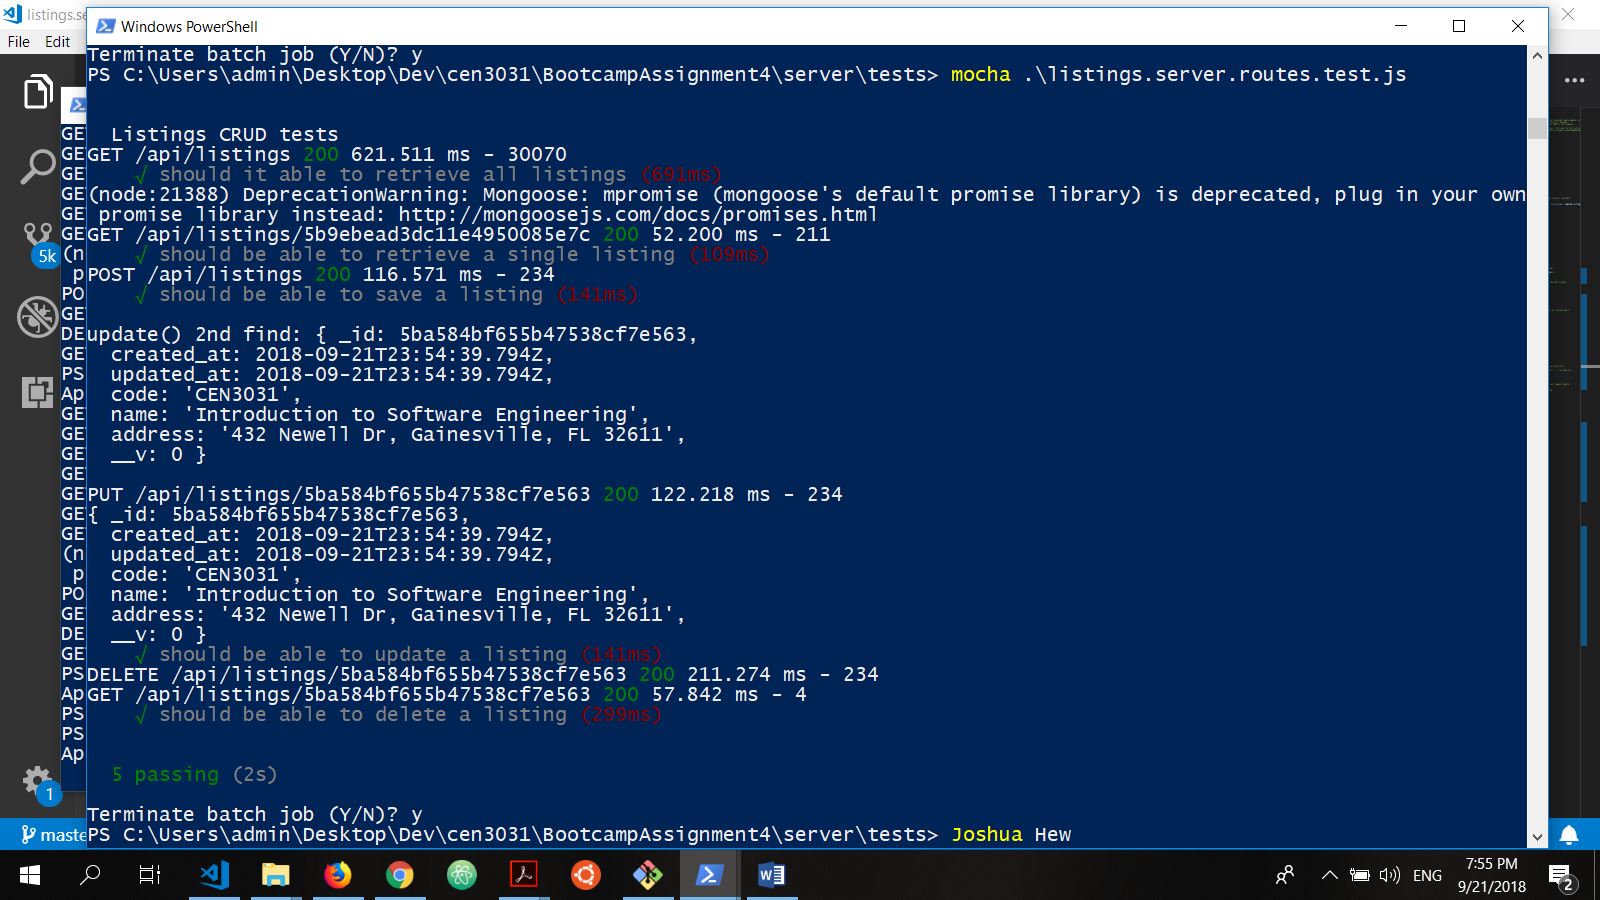 listings.se
Windows PowerShell
File Edit
Terminate batch job (Y/N)? y
PS C:\Users\admin\Desktop\Dev\cen3031\BootcampAssignment4\server\tests> mocha .\listings.server.routes.test.js
Listings CRUD tests
GET /api/listings 200 621.511 ms - 30070
√ should it able to retrieve all listings (691ms)
(node:21388) DeprecationWarning: Mongoose: mpromise (mongoose's default promise library) is deprecated, plug in your own
promise library instead: http://mongoosejs.com/docs/promises.html
GET /api/listings/5b9ebead3dc11e4950085e7c 200 52.200 ms - 211
√ should be able to retrieve a single listing (109ms)
POST /api/listings 200 116.571 ms - 234
√ should be able to save a listing (141ms)
update() 2nd find: { _id: 5ba584bf655b47538cf7e563,
created_at: 2018-09-21T23:54:39.794Z,
updated_at: 2018-09-21T23:54:39.794Z,
code: 'CEN3031',
name: 'Introduction to Software Engineering',
address: '432 Newell Dr, Gainesville, FL 32611',
__v: 0 }
PUT /api/listings/5ba584bf655b47538cf7e563 200 122.218 ms - 234
{ _id: 5ba584bf655b47538cf7e563,
created_at: 2018-09-21T23:54:39.794Z,
updated_at: 2018-09-21T23:54:39.794Z,
code: 'CEN3031',
name: 'Introduction to Software Engineering',
address: '432 Newell Dr, Gainesville, FL 32611',
__v: 0 }
√ should be able to update a listing (141ms)
DELETE /api/listings/5ba584bf655b47538cf7e563 200 211.274 ms - 234
GET /api/listings/5ba584bf655b47538cf7e563 200 57.842 ms - 4
√ should be able to delete a listing (299ms)
5 passing (2s)
Terminate batch job (Y/N)? y
PS C:\Users\admin\Desktop\Dev\cen3031\BootcampAssignment4\server\tests> Joshua Hew
5k
1
maste
ENG
7:55 PM
9/21/2018
2